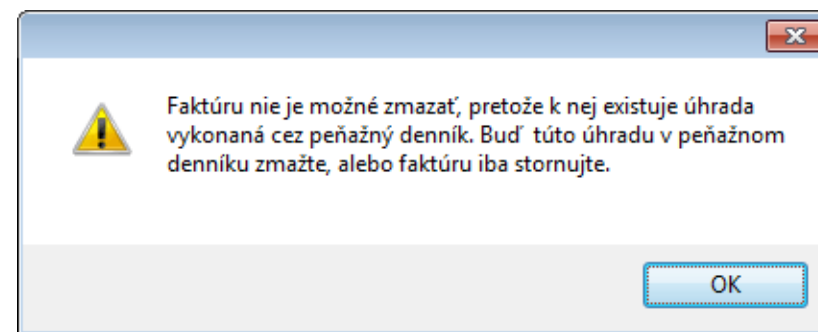 Faktúru nie je možné zmazať, pretože k nej existuje úhrada
vykonaná cez peňažný denník. Buď túto úhradu v peňažnom
denníku zmažte, alebo faktúru iba stornujte.
OK